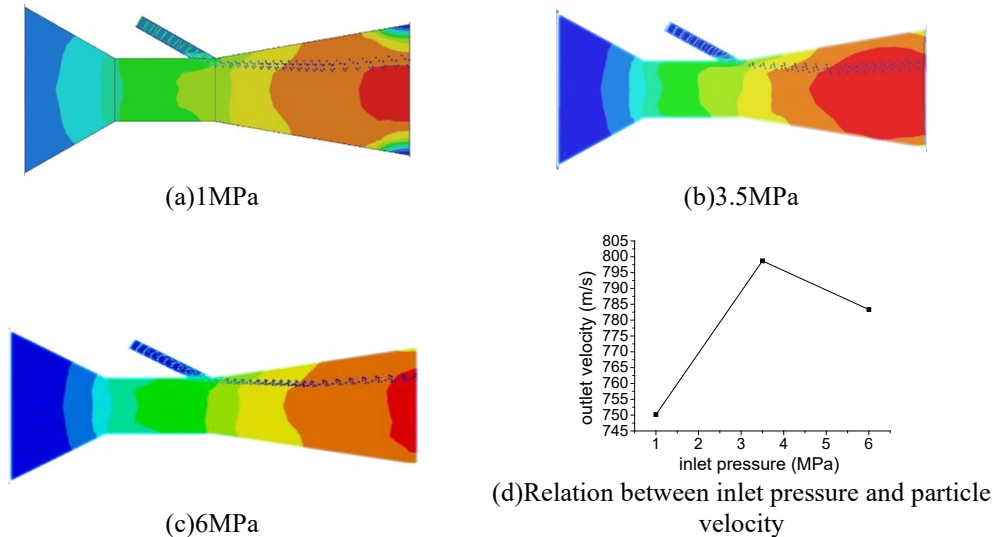 (a)1MPa
(b)3.5MPa
(c)6MPa
805
800
795
790
785
780
775
770
765
760
755
750
745
outlet velocity (m/s)
1 2 3 4 5 6
inlet pressure (MPa)
(d)Relation between inlet pressure and particle
velocity